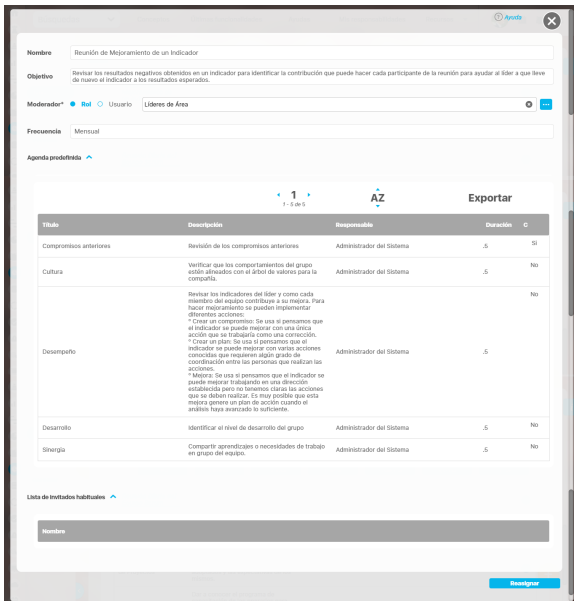 Ayuda
Nombre
Reunión de Mejoramiento de un Indicador
Objetivo
Revisar los resultados negativos obtenidos en un indicador para identificar la contribución que puede hacer cada participante de la reunión para ayudar al líder a que lleve
de nuevo el indicador a los resultados esperados.
Moderador* Rol Usuario Líderes de Área
Frecuencia Mensual
Agenda predefinida
1
1 - 5 de 5
AZ
Exportar
Título Descripción Responsable Duración C
Compromisos anteriores Revisión de los compromisos anteriores Administrador del Sistema .5 Si
Cultura
Verificar que los comportamientos del grupo
estén alineados con el árbol de valores para la
compañía.
Administrador del Sistema .5 No
Desempeño
Revisar los indicadores del líder y como cada
miembro del equipo contribuye a su mejora. Para
hacer mejoramiento se pueden implementar
diferentes acciones:
* Crear un compromiso: Se usa si pensamos que
el indicador se puede mejorar con una única
acción que se trabajaría como una corrección.
* Crear un plan: Se usa si pensamos que el
indicador se puede mejorar con varias acciones
conocidas que requieren algún grado de
coordinación entre las personas que realizan las
acciones.
* Mejora: Se usa si pensamos que el indicador se
puede mejorar trabajando en una dirección
establecida pero no tenemos claras las acciones
que se deben realizar. Es muy posible que esta
mejora genere un plan de acción cuando el
análisis haya avanzado lo suficiente.
Administrador del Sistema .5 No
Desarrollo Identificar el nivel de desarrollo del grupo Administrador del Sistema .5 No
Sinergia
Compartir aprendizajes o necesidades de trabajo
en grupo del equipo.
Administrador del Sistema .5 No
Lista de invitados habituales
Nombre
Reasignar